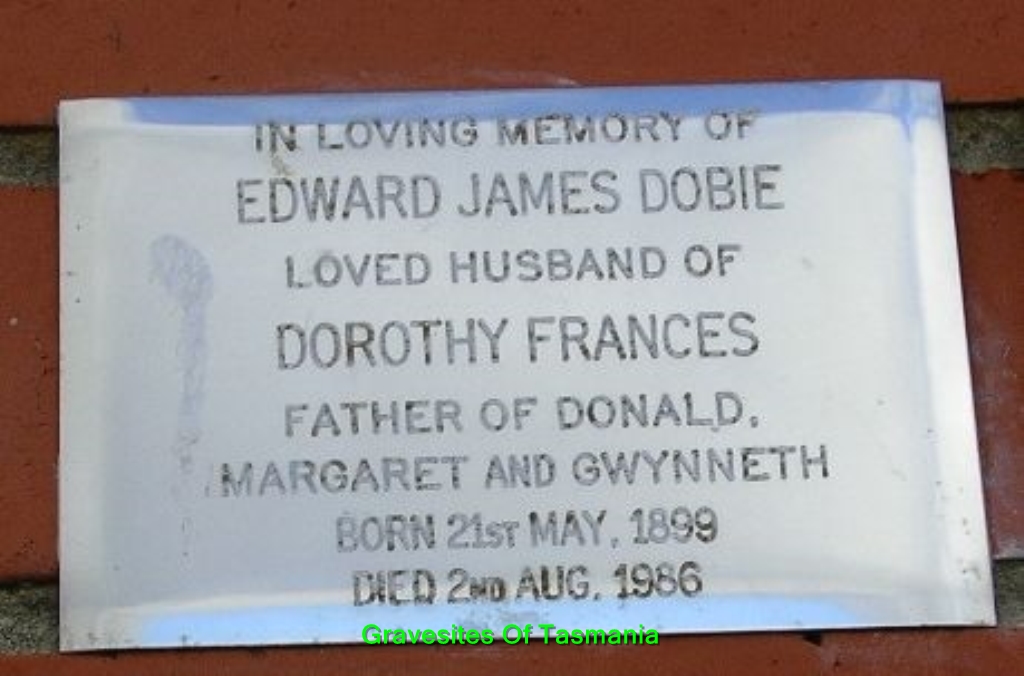 IN LOVING MEMORY OF
EDWARD JAMES DOBIE
LOVED HUSBAND OF
DOROTHY FRANCES
FATHER OF DONALD,
MARGARET AND GWYNNETH
BORN 21ST MAY, 1899
DIED 2ND AUG. 1986
Gravesites Of Tasmania